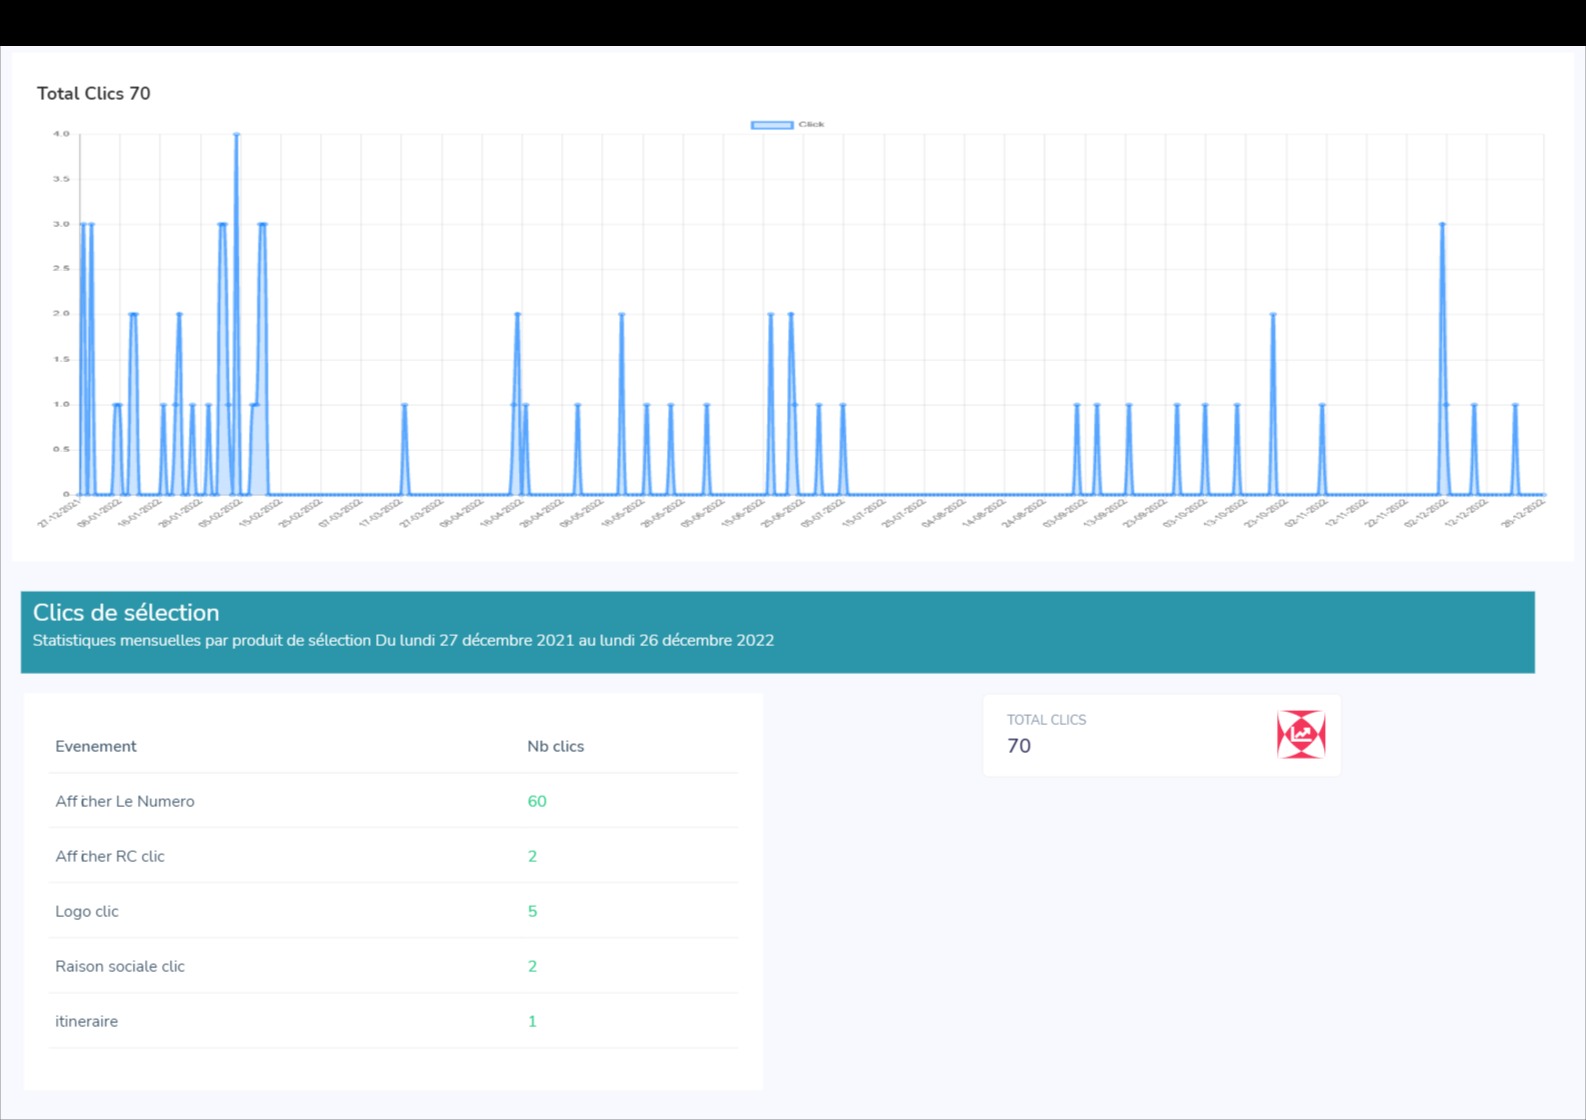 Total Clics 70
Click
4.0
3.5
3.0
2.5
2.0
1.5
1.0
0.5
0
27-12-2021 06-01-2022 16-01-2022 26-01-2022 05-02-2022 15-02-2022 25-02-2022 07-03-2022 17-03-2022 27-03-2022 06-04-2022 16-04-2022 26-04-2022 06-05-2022 16-05-2022 26-05-2022 05-06-2022 15-06-2022 25-06-2022 05-07-2022 15-07-2022 25-07-2022 04-08-2022 14-08-2022 24-08-2022 03-09-2022 13-09-2022 23-09-2022 03-10-2022 13-10-2022 23-10-2022 02-11-2022 12-11-2022 22-11-2022 02-12-2022 12-12-2022 26-12-2022
Clics de sélection
Statistiques mensuelles par produit de sélection Du lundi 27 décembre 2021 au lundi 26 décembre 2022
Evenement Nb clics
Afficher Le Numero 60
Afficher RC clic 2
Logo clic 5
Raison sociale clic 2
itineraire 1
TOTAL CLICS
70